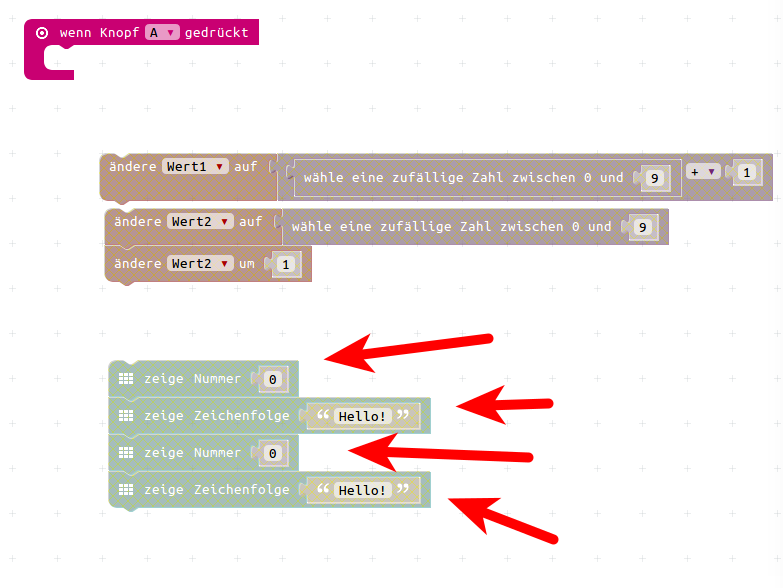 wenn Knopf A gedrückt
ändere Wert1 auf wähle eine zufällige Zahl zwischen 0 und 9 + 1
ändere Wert2 auf wähle eine zufällige Zahl zwischen 0 und 9
ändere Wert2 um 1
zeige Nummer 0
zeige Zeichenfolge “ Hello! ”
zeige Nummer 0
zeige Zeichenfolge “ Hello! ”